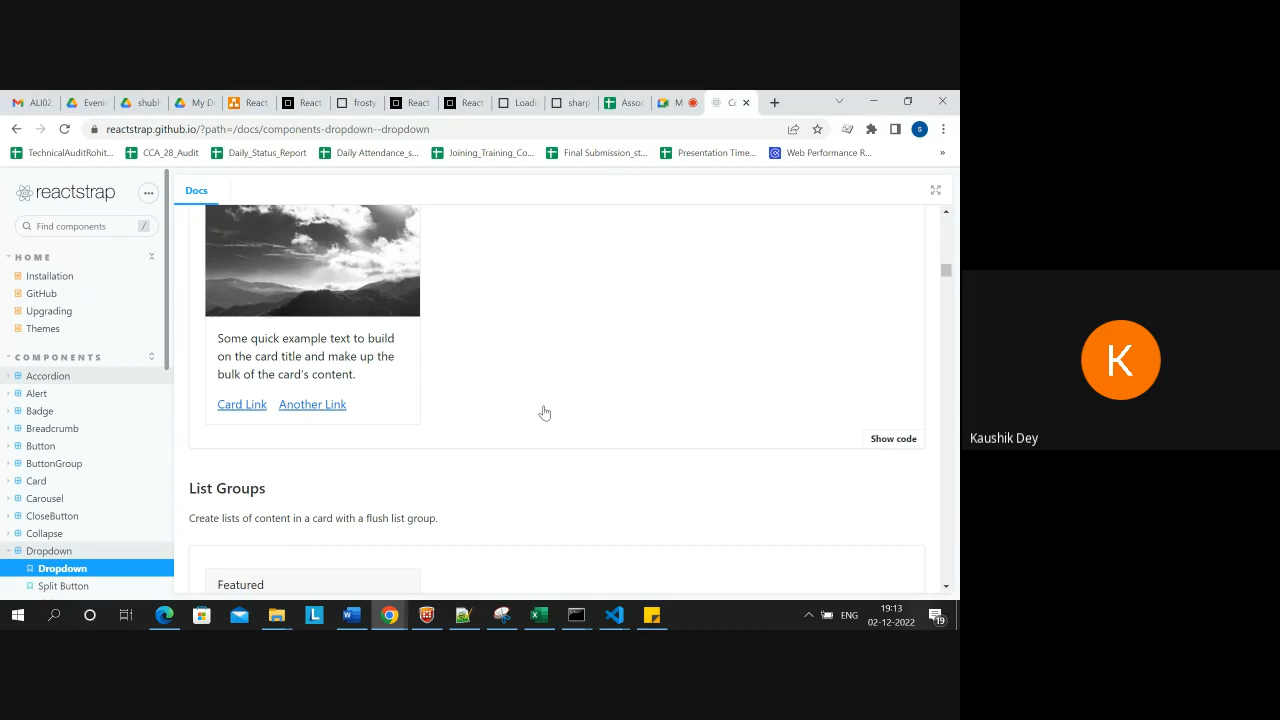 ALI02
Eveni
shubh
My D
React
React
frosty
React
React
Loadi
sharp
Asso
M
Co
reactstrap.github.io/?path=/docs/components-dropdown--dropdown
S
TechnicalAuditRohit...
CCA_28_Audit
Daily_Status_Report
Daily Attendance_s...
Joining_Training_Co...
Final Submission_st...
Presentation Time...
Web Performance R...
»
reactstrap
Find components
/
HOME
Installation
GitHub
Upgrading
Themes
COMPONENTS
Accordion
Alert
Badge
Breadcrumb
Button
ButtonGroup
Card
Carousel
CloseButton
Collapse
Dropdown
Dropdown
Split Button
Docs
Some quick example text to build
on the card title and make up the
bulk of the card's content.
Card Link Another Link
Show code
List Groups
Create lists of content in a card with a flush list group.
Featured
K
Kaushik Dey
L
ENG
19:13
02-12-2022
19